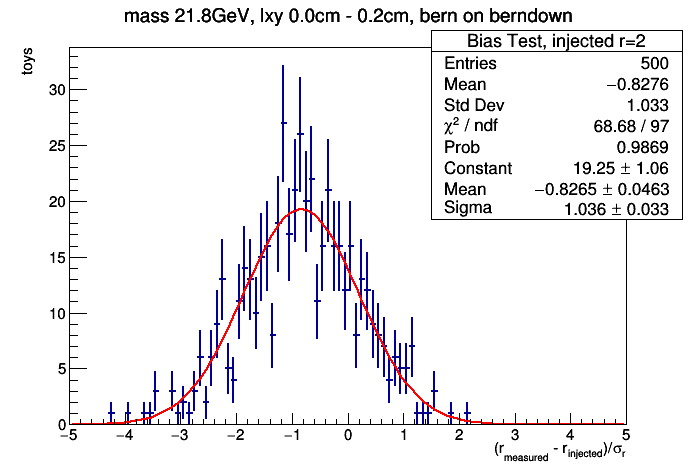 mass 21.8GeV, lxy 0.0cm - 0.2cm, bern on berndown
Bias Test, injected r=2
Entries 500
Mean −0.8276
Std Dev 1.033
χ² / ndf 68.68 / 97
Prob 0.9869
Constant 19.25 ± 1.06
Mean −0.8265 ± 0.0463
Sigma 1.036 ± 0.033
toys
30
25
20
15
10
5
0
−5 −4 −3 −2 −1 0 1 2 3 4 5
(r_measured - r_injected)/σ_r